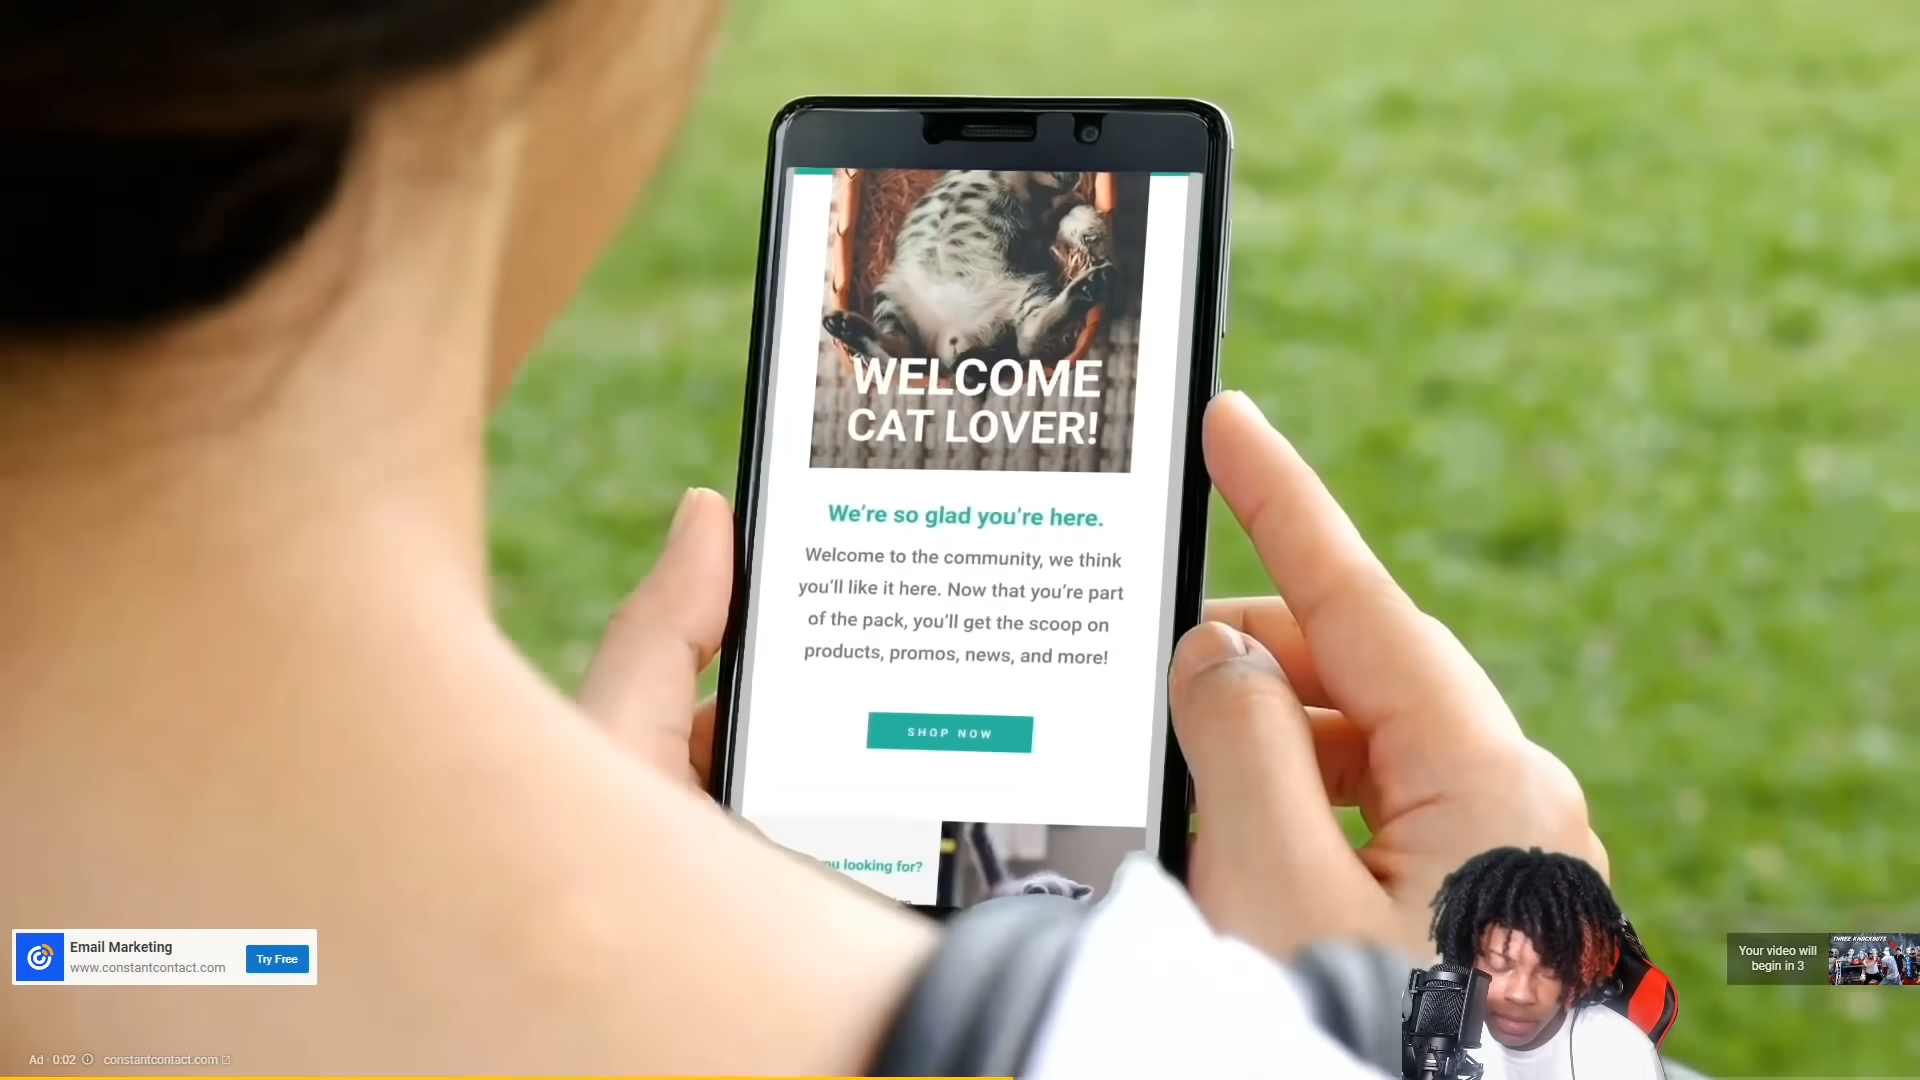 WELCOME
CAT LOVER!
We're so glad you're here.
Welcome to the community, we think
you'll like it here. Now that you're part
of the pack, you'll get the scoop on
products, promos, news, and more!
SHOP NOW
you looking for?
Email Marketing
www.constantcontact.com
Try Free
Your video will
begin in 3
THREE KNOCKOUTS
Ad · 0:02
constantcontact.com